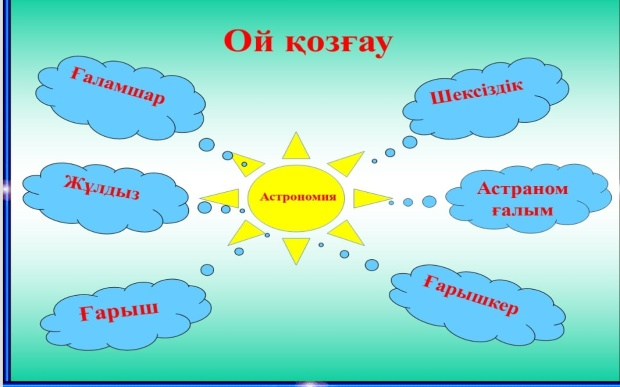 Ой қозғау
Ғаламшар
Шексіздік
Жұлдыз
Астрономия
Астраном
ғалым
Ғарыш
Ғарышкер